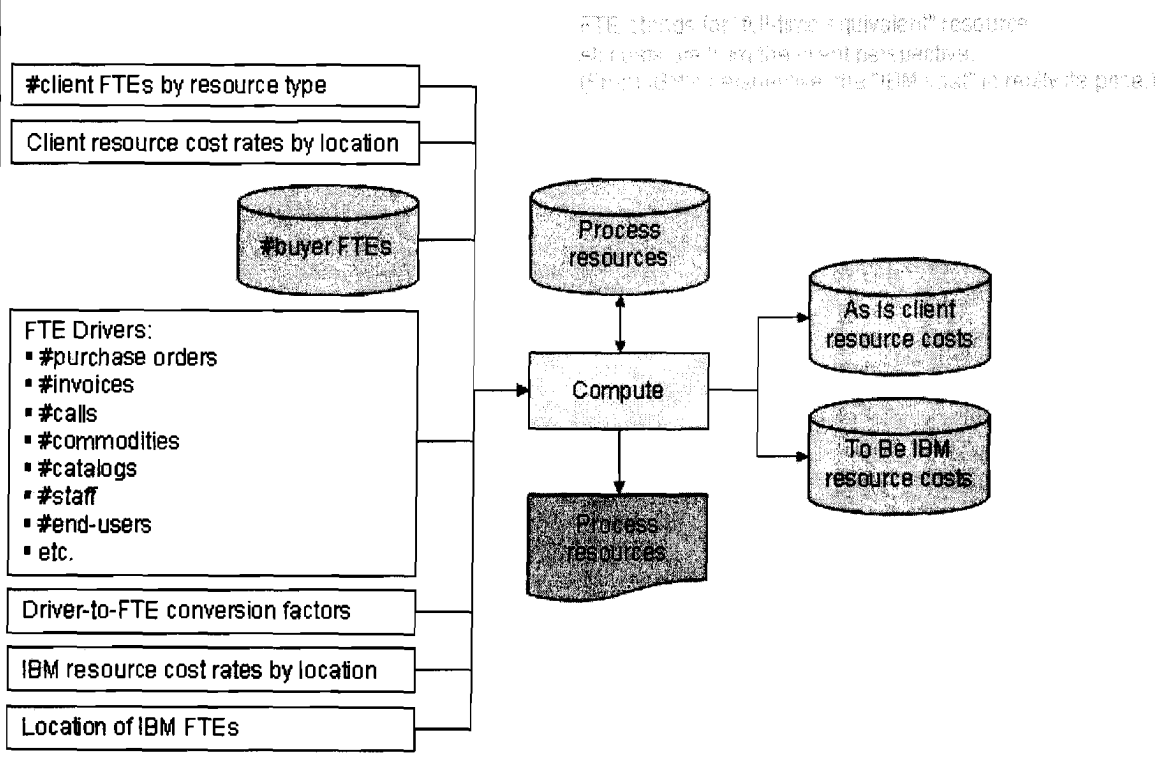 FTE stands for "full-time equivalent" resource
#client FTEs by resource type
Client resource cost rates by location
#buyer FTEs
FTE Drivers:
▪ #purchase orders
▪ #invoices
▪ #calls
▪ #commodities
▪ #catalogs
▪ #staff
▪ #end-users
▪ etc.
Driver-to-FTE conversion factors
IBM resource cost rates by location
Location of IBM FTEs
Process
resources
Compute
Process
resources
As Is client
resource costs
To Be IBM
resource costs